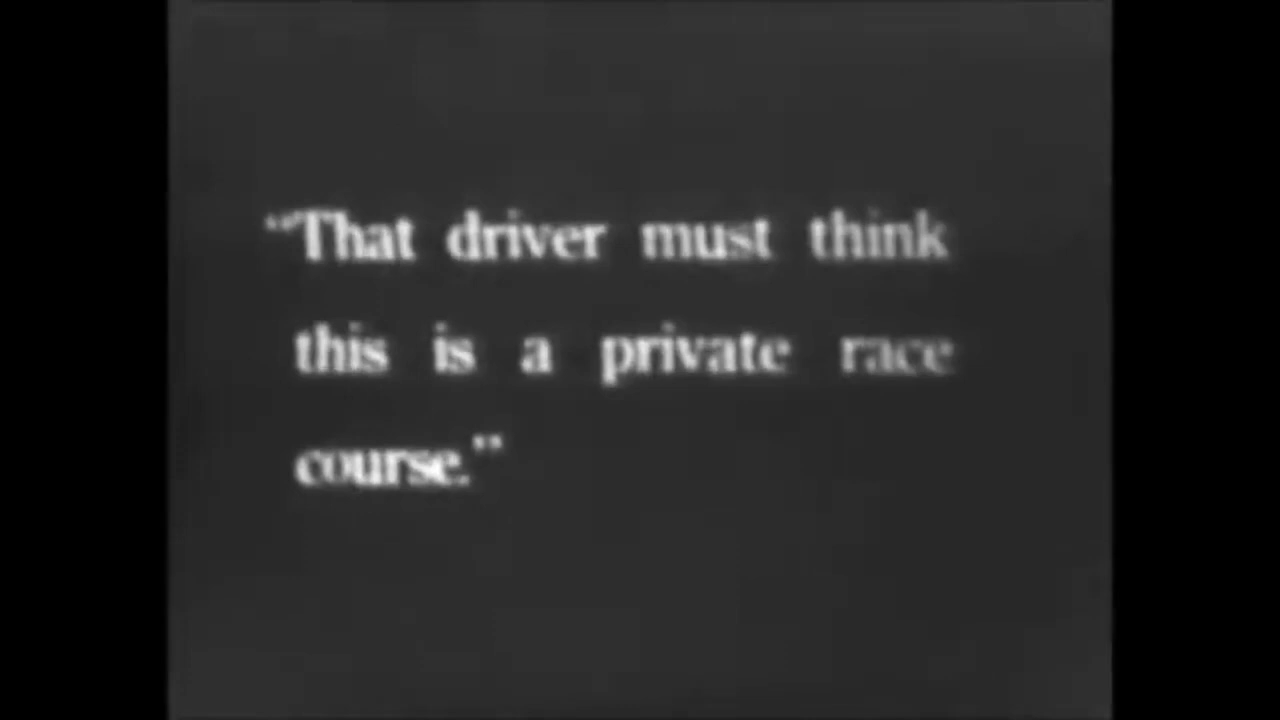 “That driver must think
this is a private race
course.”